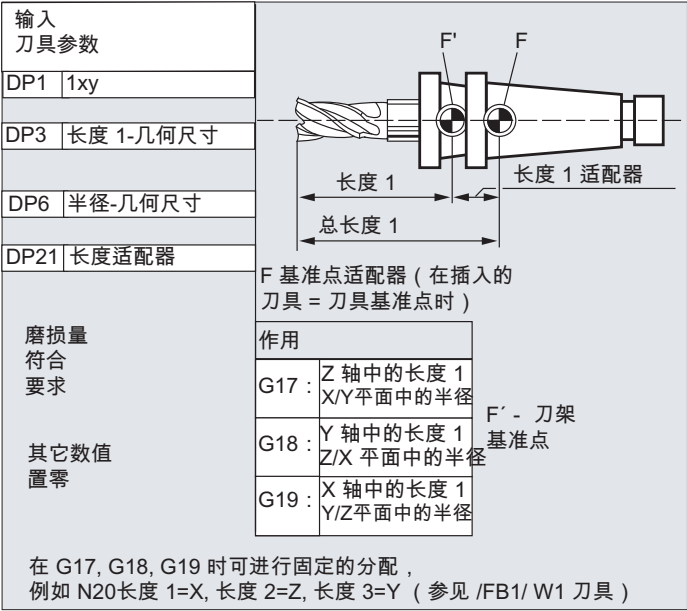 输入
刀具参数
DP1 1xy
DP3 长度 1-几何尺寸
DP6 半径-几何尺寸
DP21 长度适配器
磨损量
符合
要求
其它数值
置零
F' F
长度 1
长度 1 适配器
总长度 1
F 基准点适配器 ( 在插入的
刀具 = 刀具基准点时 )
作用
G17 : Z 轴中的长度 1
X/Y平面中的半径
G18 : Y 轴中的长度 1
Z/X 平面中的半径
G19 : X 轴中的长度 1
Y/Z平面中的半径
F´ - 刀架
基准点
在 G17, G18, G19 时可进行固定的分配 ,
例如 N20长度 1=X, 长度 2=Z, 长度 3=Y ( 参见 /FB1/ W1 刀具 )